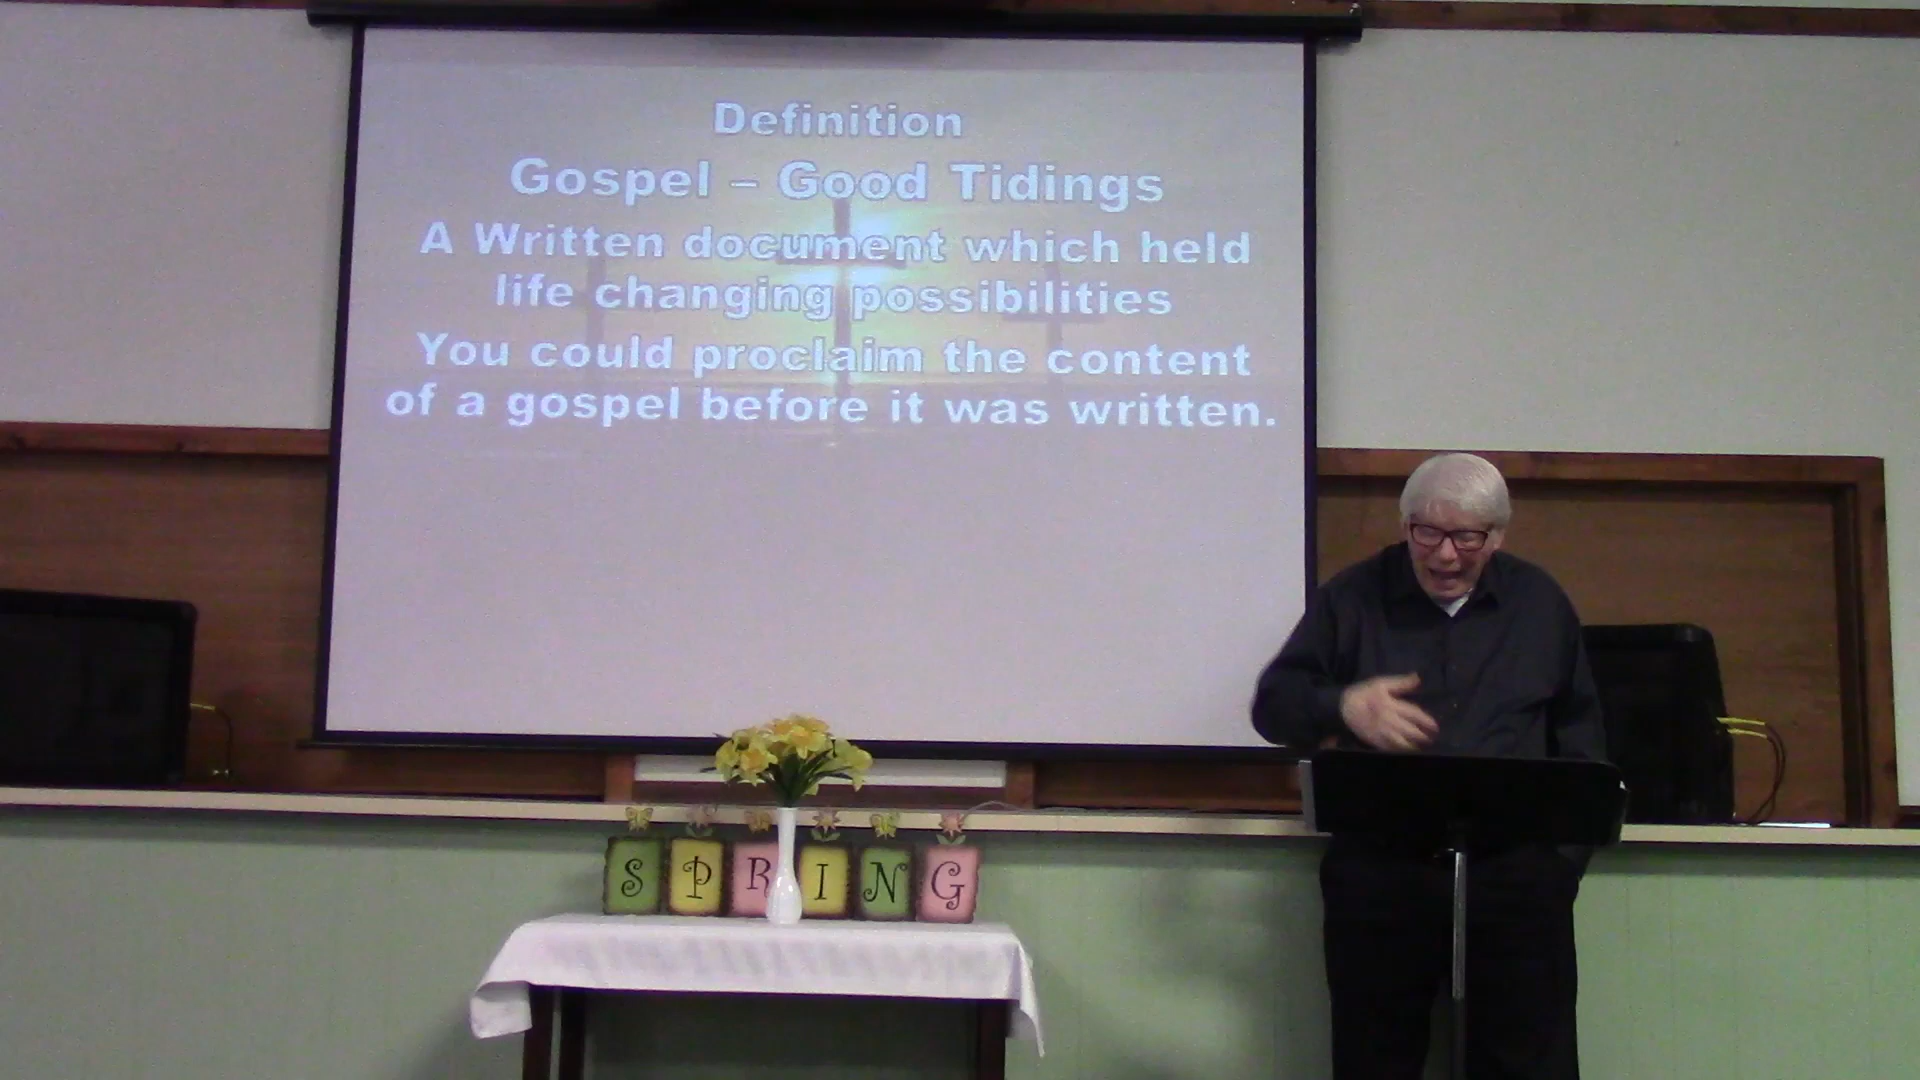 Definition
Gospel – Good Tidings
A Written document which held
life changing possibilities
You could proclaim the content
of a gospel before it was written.
SPRING